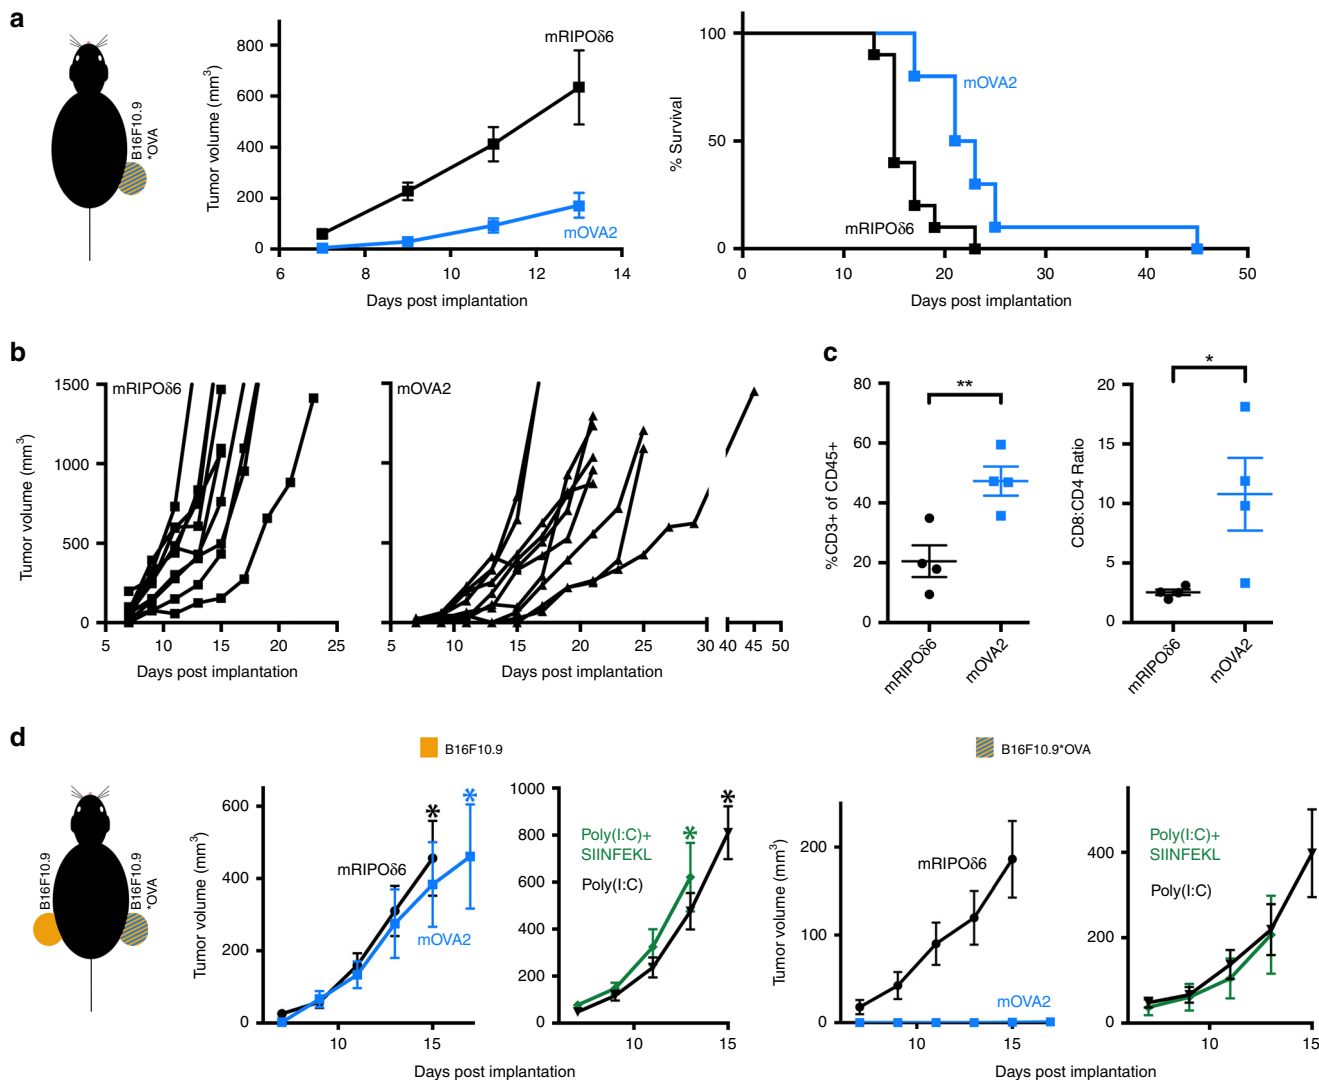 a
B16F10.9
*OVA
Tumor volume (mm³)
800
600
400
200
0
6 8 10 12 14
Days post implantation
mRIPOδ6
mOVA2
% Survival
100
50
0
0 10 20 30 40 50
Days post implantation
mOVA2
mRIPOδ6
b
Tumor volume (mm³)
1500
1000
500
0
mRIPOδ6
5 10 15 20 25
Days post implantation
mOVA2
5 10 15 20 25 30 40 45 50
Days post implantation
c
%CD3+ of CD45+
80
60
40
20
0
**
mRIPOδ6
mOVA2
CD8:CD4 Ratio
20
15
10
5
0
*
mRIPOδ6
mOVA2
d
B16F10.9
B16F10.9
*OVA
B16F10.9
Tumor volume (mm³)
600
400
200
0
*
*
mRIPOδ6
mOVA2
10 15
1000
800
600
400
200
0
*
*
Poly(I:C)+
SIINFEKL
Poly(I:C)
10 15
Days post implantation
B16F10.9*OVA
Tumor volume (mm³)
200
100
0
mRIPOδ6
mOVA2
10 15
400
200
0
Poly(I:C)+
SIINFEKL
Poly(I:C)
10 15
Days post implantation